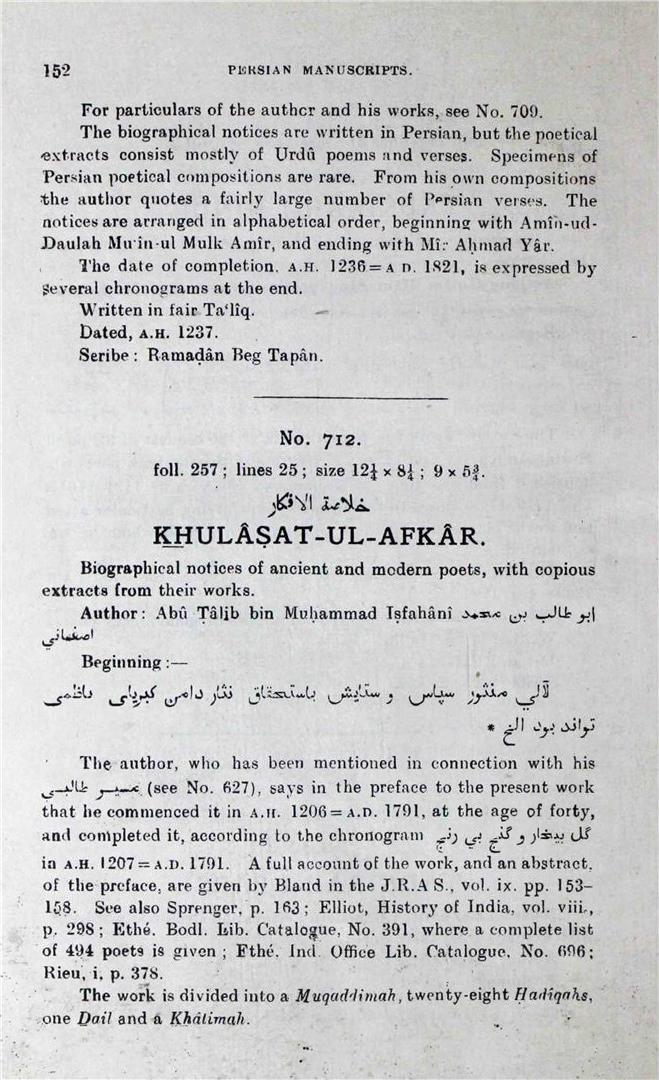 152 PERSIAN MANUSCRIPTS.
For particulars of the author and his works, see No. 709.
The biographical notices are written in Persian, but the poetical
extracts consist mostly of Urdû poems and verses. Specimens of
Persian poetical compositions are rare. From his own compositions
the author quotes a fairly large number of Persian verses. The
notices are arranged in alphabetical order, beginning with Amîn-ud-
Daulah Mu'in-ul Mulk Amîr, and ending with Mîr Aḥmad Yâr.
The date of completion, A.H. 1236 = A D. 1821, is expressed by
several chronograms at the end.
Written in fair Ta‘lîq.
Dated, A.H. 1237.
Scribe : Ramaḍân Beg Tapân.
No. 712.
foll. 257 ; lines 25 ; size 12¼ × 8¼ ; 9 × 5¾.
خلاصة الافكار
KHULÂṢAT-UL-AFKÂR.
Biographical notices of ancient and modern poets, with copious
extracts from their works.
Author : Abû Ṭâlib bin Muḥammad Iṣfahânî ابو طالب بن محمد
اصفهاني
Beginning :—
لآلي منثور سپاس و ستايش باستحقاق نثار دامن كبريای ناظمی
تواند بود الخ *
The author, who has been mentioned in connection with his
مسير طالبي (see No. 627), says in the preface to the present work
that he commenced it in A.H. 1206 = A.D. 1791, at the age of forty,
and completed it, according to the chronogram گل بيخار و گنج بي رنج
in A.H. 1207 = A.D. 1791. A full account of the work, and an abstract,
of the preface, are given by Bland in the J.R.A S., vol. ix. pp. 153–
158. See also Sprenger, p. 163 ; Elliot, History of India, vol. viii.,
p. 298 ; Ethé. Bodl. Lib. Catalogue, No. 391, where a complete list
of 494 poets is given ; Ethé. Ind. Office Lib. Catalogue, No. 696 ;
Rieu, i, p. 378.
The work is divided into a Muqaddimah, twenty-eight Ḥadîqahs,
one Ḏail and a Khâtimah.